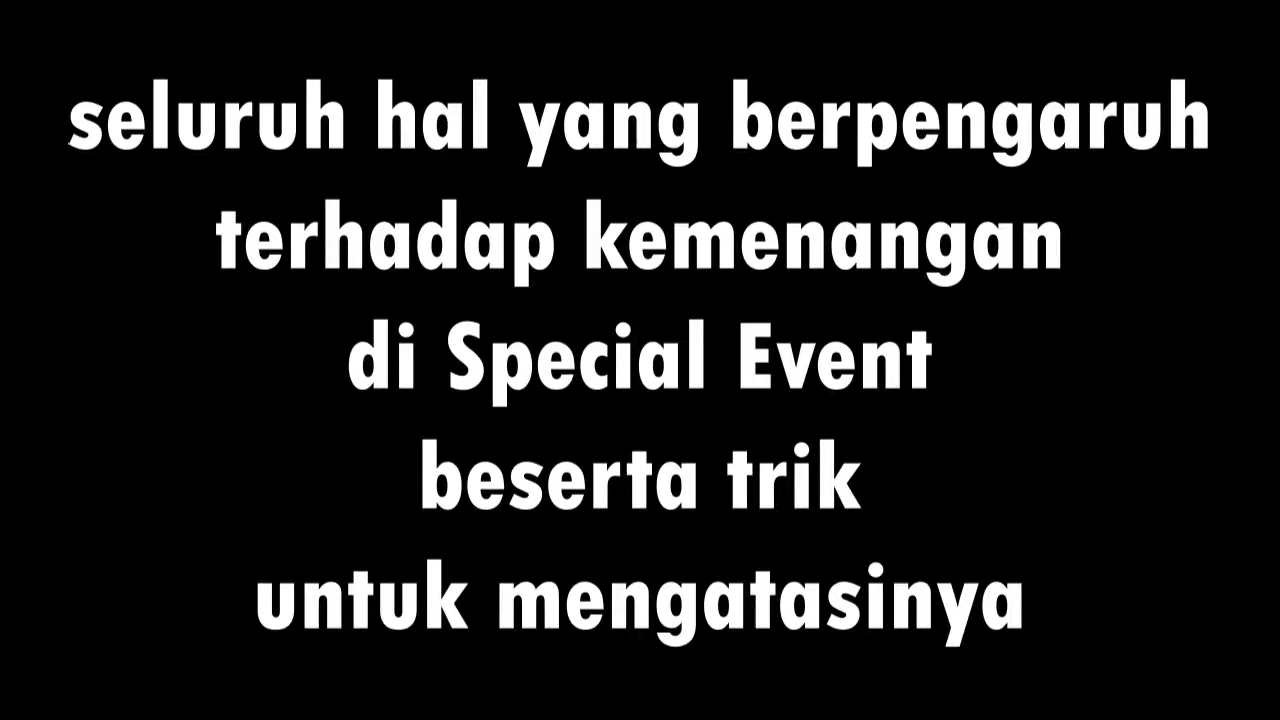 seluruh hal yang berpengaruh
terhadap kemenangan
di Special Event
beserta trik
untuk mengatasinya